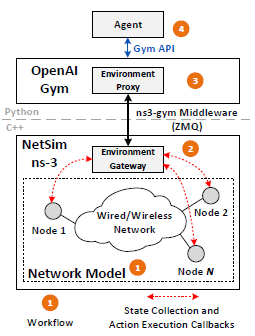 Agent
4
Gym API
OpenAI
Gym
Environment
Proxy
3
Python
ns3-gym Middleware
C++
(ZMQ)
NetSim
ns-3
Environment
Gateway
2
Wired/Wireless
Network
Node 1
Node 2
Node N
Network Model
1
1
Workflow
State Collection and
Action Execution Callbacks